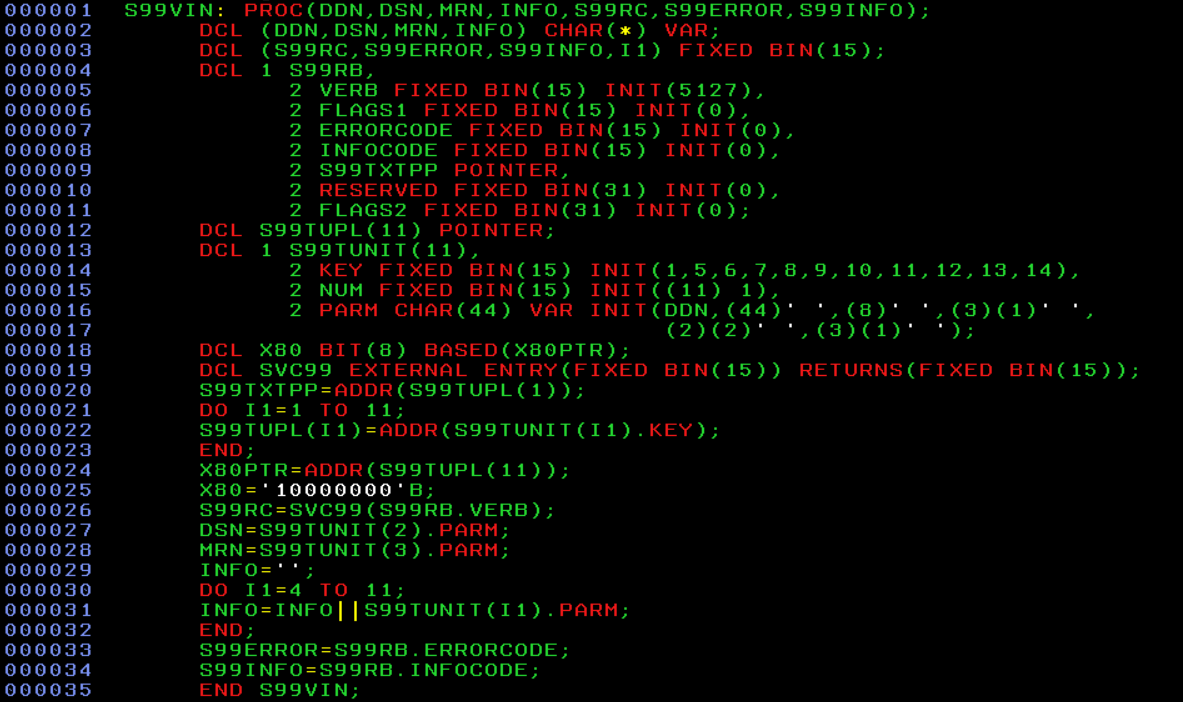 000001  S99VIN: PROC(DDN,DSN,MRN,INFO,S99RC,S99ERROR,S99INFO);
000002       DCL (DDN,DSN,MRN,INFO) CHAR(*) VAR;
000003       DCL (S99RC,S99ERROR,S99INFO,I1) FIXED BIN(15);
000004       DCL 1 S99RB,
000005             2 VERB FIXED BIN(15) INIT(5127),
000006             2 FLAGS1 FIXED BIN(15) INIT(0),
000007             2 ERRORCODE FIXED BIN(15) INIT(0),
000008             2 INFOCODE FIXED BIN(15) INIT(0),
000009             2 S99TXTPP POINTER,
000010             2 RESERVED FIXED BIN(31) INIT(0),
000011             2 FLAGS2 FIXED BIN(31) INIT(0);
000012       DCL S99TUPL(11) POINTER;
000013       DCL 1 S99TUNIT(11),
000014             2 KEY FIXED BIN(15) INIT(1,5,6,7,8,9,10,11,12,13,14),
000015             2 NUM FIXED BIN(15) INIT((11) 1),
000016             2 PARM CHAR(44) VAR INIT(DDN,(44)' ',(8)' ',(3)(1)' ',
000017                                      (2)(2)' ',(3)(1)' ');
000018       DCL X80 BIT(8) BASED(X80PTR);
000019       DCL SVC99 EXTERNAL ENTRY(FIXED BIN(15)) RETURNS(FIXED BIN(15));
000020       S99TXTPP=ADDR(S99TUPL(1));
000021       DO I1=1 TO 11;
000022       S99TUPL(I1)=ADDR(S99TUNIT(I1).KEY);
000023       END;
000024       X80PTR=ADDR(S99TUPL(11));
000025       X80='10000000'B;
000026       S99RC=SVC99(S99RB.VERB);
000027       DSN=S99TUNIT(2).PARM;
000028       MRN=S99TUNIT(3).PARM;
000029       INFO='';
000030       DO I1=4 TO 11;
000031       INFO=INFO||S99TUNIT(I1).PARM;
000032       END;
000033       S99ERROR=S99RB.ERRORCODE;
000034       S99INFO=S99RB.INFOCODE;
000035       END S99VIN;